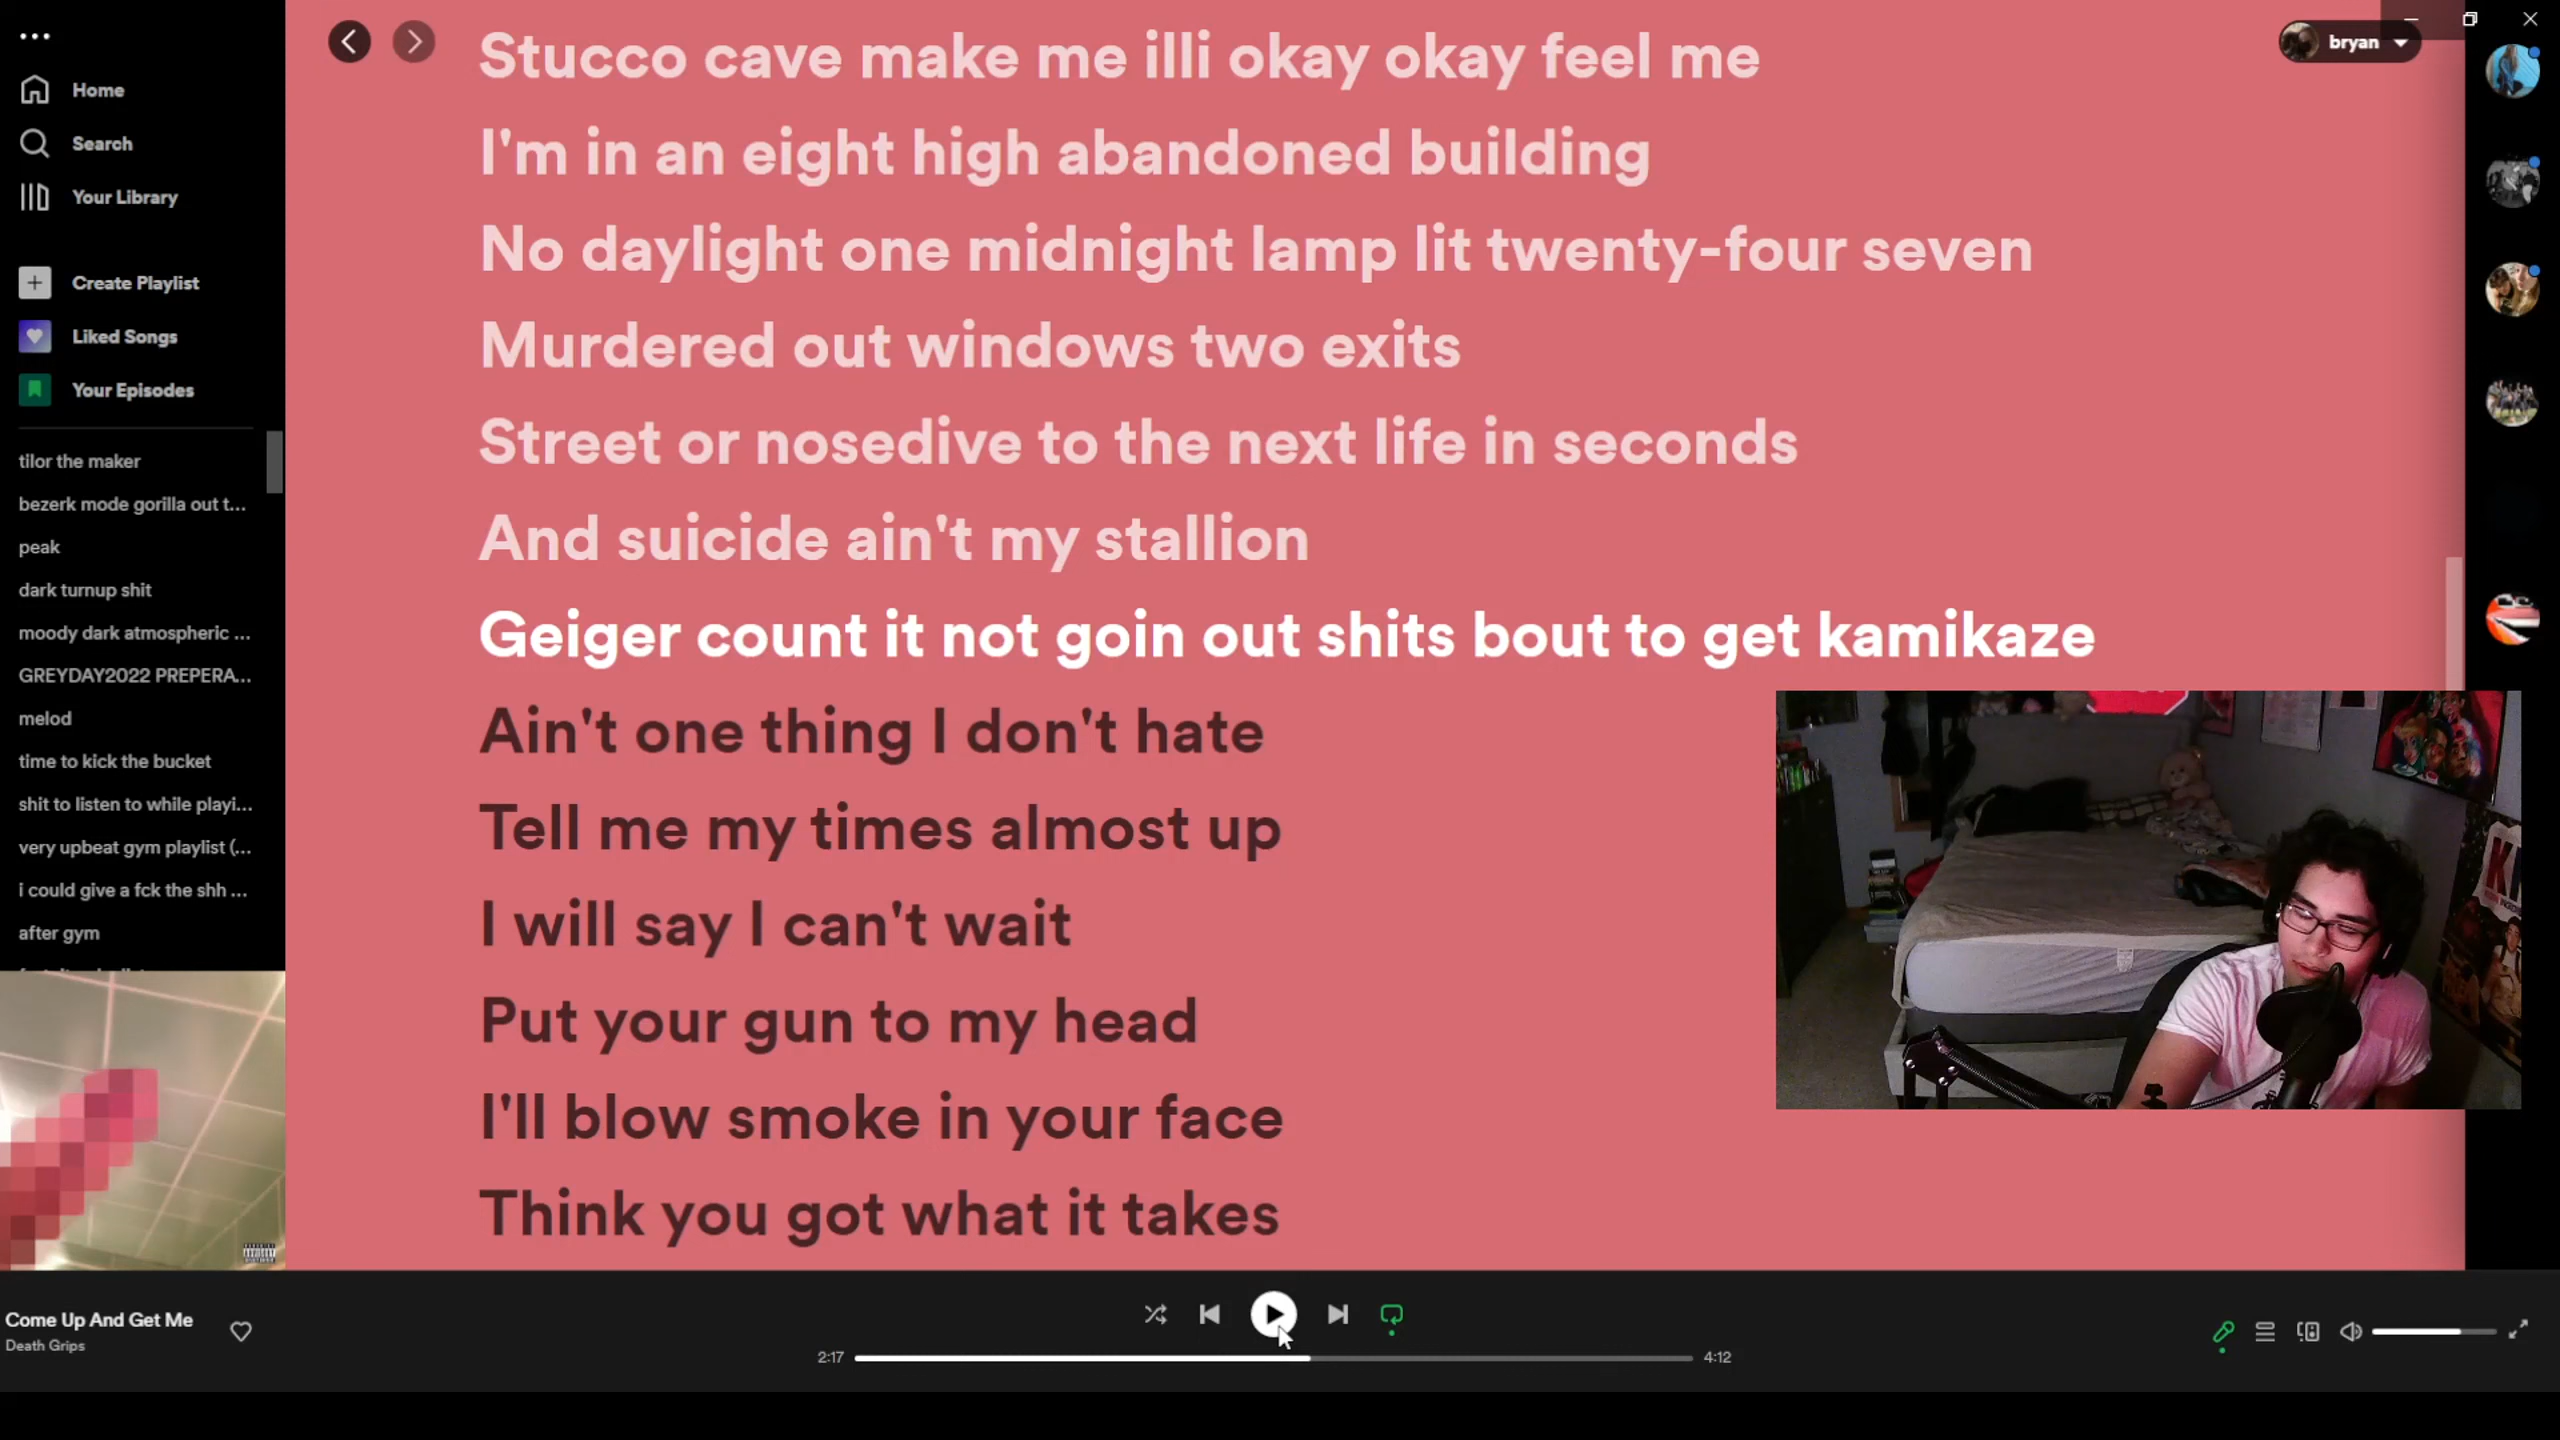 Home
Search
Your Library
Create Playlist
Liked Songs
Your Episodes
tilor the maker
bezerk mode gorilla out t...
peak
dark turnup shit
moody dark atmospheric ...
GREYDAY2022 PREPERA...
melod
time to kick the bucket
shit to listen to while playi...
very upbeat gym playlist (...
i could give a fck the shh ...
after gym
bryan
Stucco cave make me illi okay okay feel me
I'm in an eight high abandoned building
No daylight one midnight lamp lit twenty-four seven
Murdered out windows two exits
Street or nosedive to the next life in seconds
And suicide ain't my stallion
Geiger count it not goin out shits bout to get kamikaze
Ain't one thing I don't hate
Tell me my times almost up
I will say I can't wait
Put your gun to my head
I'll blow smoke in your face
Think you got what it takes
Come Up And Get Me
Death Grips
2:17
4:12